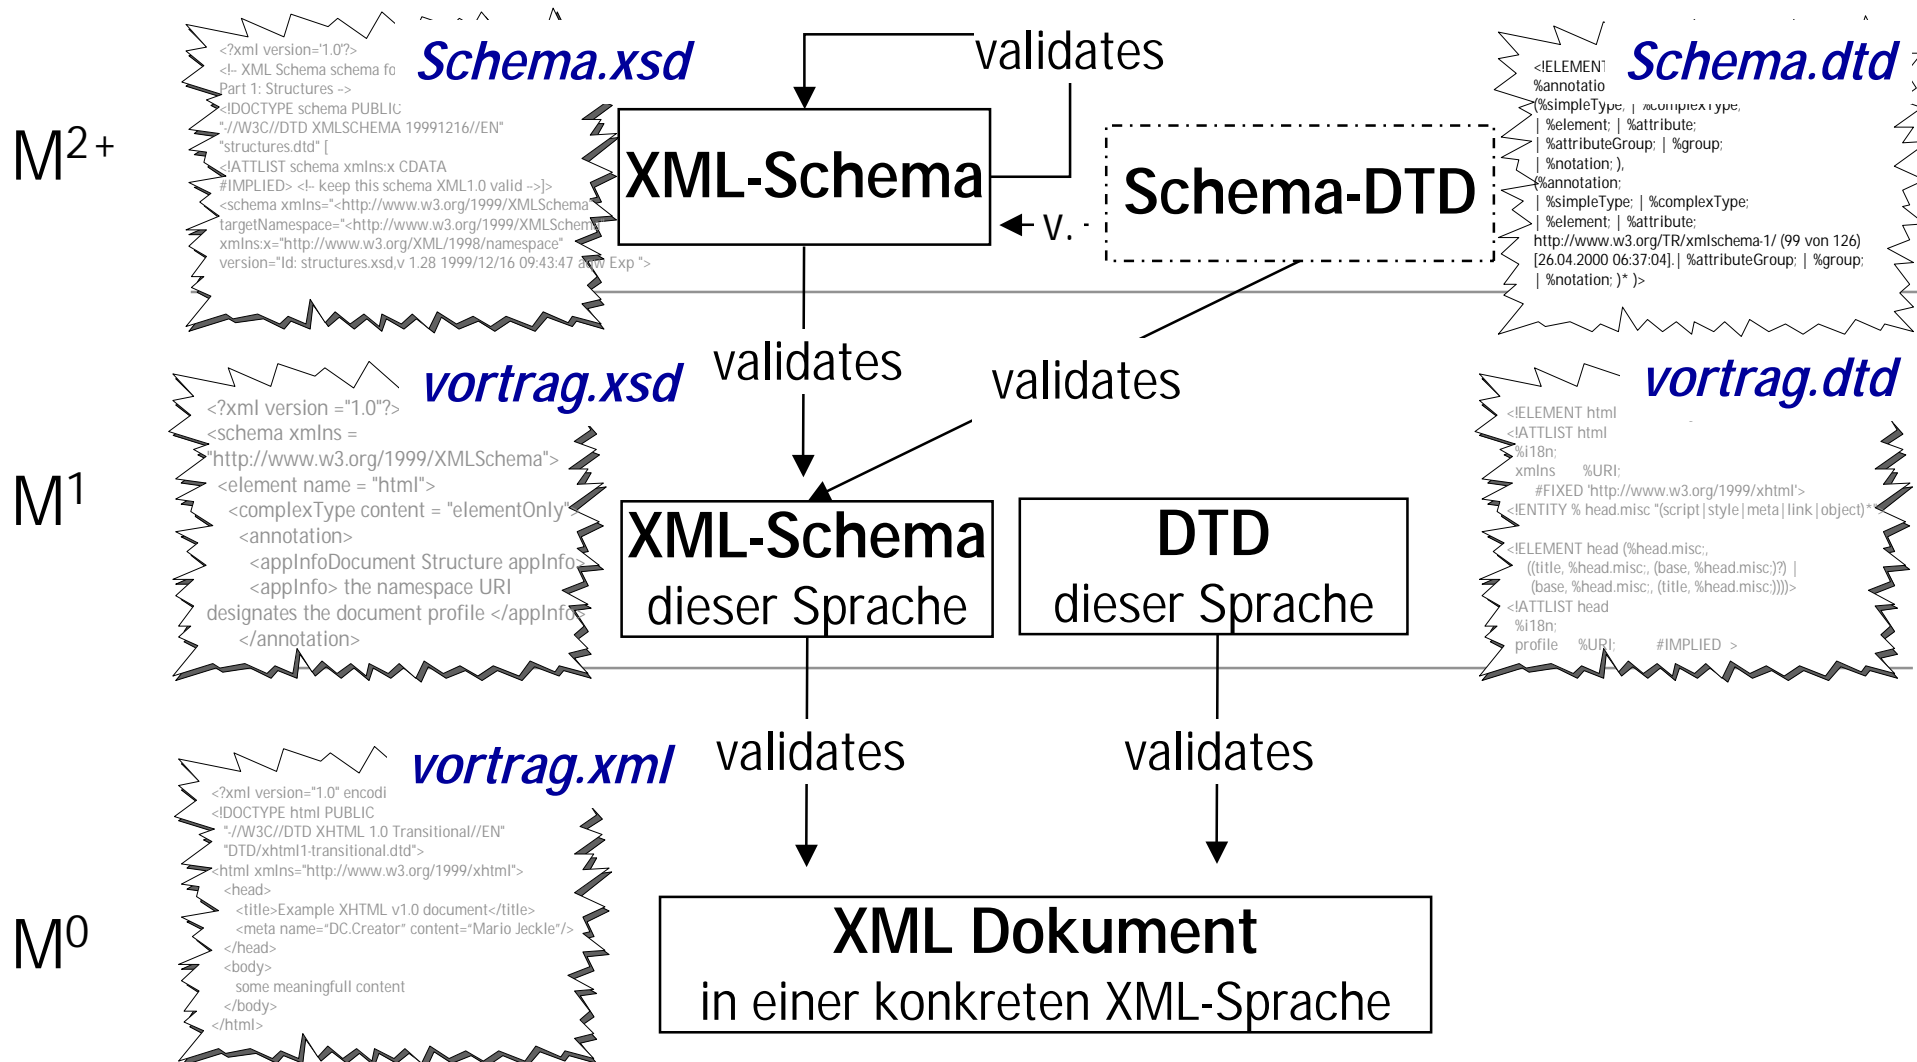 M2+
<?xml version='1.0'?>
<!-- XML Schema schema fo
Part 1: Structures -->
<!DOCTYPE schema PUBLIC
"-//W3C//DTD XMLSCHEMA 19991216//EN"
"structures.dtd" [
<!ATTLIST schema xmlns:x CDATA
#IMPLIED> <!-- keep this schema XML1.0 valid -->]>
<schema xmlns="<http://www.w3.org/1999/XMLSchema"
targetNamespace="<http://www.w3.org/1999/XMLSchema
xmlns:x="http://www.w3.org/XML/1998/namespace"
version="Id: structures.xsd,v 1.28 1999/12/16 09:43:47 aqw Exp ">
Schema.xsd
validates
XML-Schema
v.
Schema-DTD
Schema.dtd
<!ELEMENT
%annotatio
(%simpleType; | %complexType;
| %element; | %attribute;
| %attributeGroup; | %group;
| %notation; ),
(%annotation;
| %simpleType; | %complexType;
| %element; | %attribute;
http://www.w3.org/TR/xmlschema-1/ (99 von 126)
[26.04.2000 06:37:04].| %attributeGroup; | %group;
| %notation; )* )>
validates
validates
M1
vortrag.xsd
<?xml version ="1.0"?>
<schema xmlns =
"http://www.w3.org/1999/XMLSchema">
<element name = "html">
<complexType content = "elementOnly">
<annotation>
<appInfoDocument Structure appInfo>
<appInfo> the namespace URI
designates the document profile </appInfo>
</annotation>
XML-Schema
dieser Sprache
DTD
dieser Sprache
vortrag.dtd
<!ELEMENT html
<!ATTLIST html
%i18n;
xmlns %URI;
#FIXED 'http://www.w3.org/1999/xhtml'>
<!ENTITY % head.misc "(script|style|meta|link|object)*">
<!ELEMENT head (%head.misc;,
((title, %head.misc;, (base, %head.misc;)?) |
(base, %head.misc;, (title, %head.misc;))))>
<!ATTLIST head
%i18n;
profile %URI; #IMPLIED >
validates
validates
M0
vortrag.xml
<?xml version="1.0" encodi
<!DOCTYPE html PUBLIC
"-//W3C//DTD XHTML 1.0 Transitional//EN"
"DTD/xhtml1-transitional.dtd">
<html xmlns="http://www.w3.org/1999/xhtml">
<head>
<title>Example XHTML v1.0 document</title>
<meta name="DC.Creator" content="Mario Jeckle"/>
</head>
<body>
some meaningfull content
</body>
</html>
XML Dokument
in einer konkreten XML-Sprache